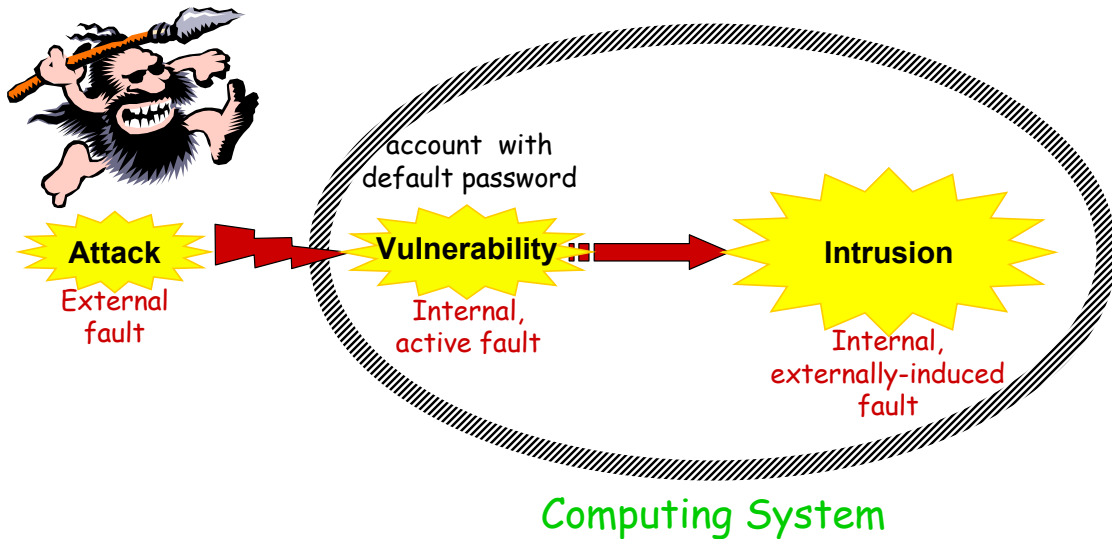 account with
default password
Attack
External
fault
Vulnerability
Internal,
active fault
Intrusion
Internal,
externally-induced
fault
Computing System